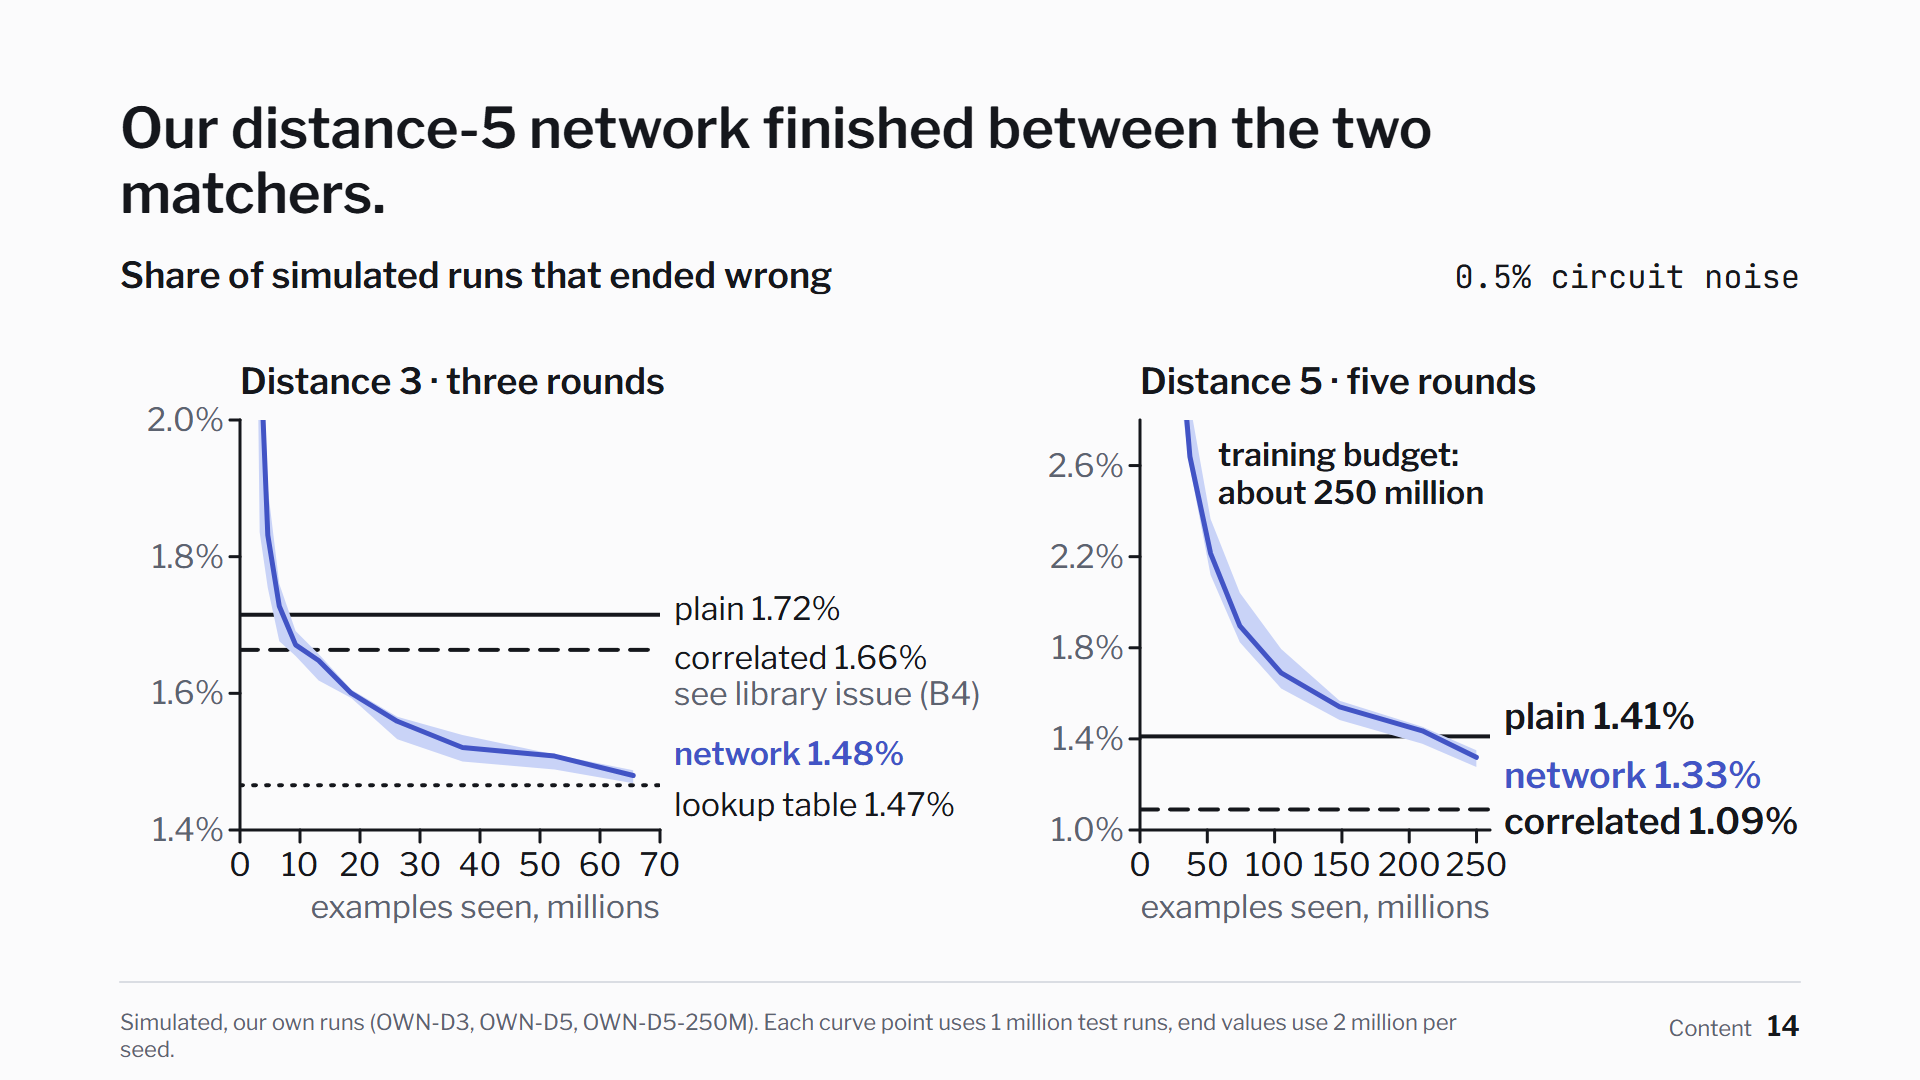 Our distance-5 network finished between the two
matchers.
Share of simulated runs that ended wrong
0.5% circuit noise
Distance 3 · three rounds
2.0%
1.8%
1.6%
1.4%
0 10 20 30 40 50 60 70
examples seen, millions
plain 1.72%
correlated 1.66%
see library issue (B4)
network 1.48%
lookup table 1.47%
Distance 5 · five rounds
training budget:
about 250 million
2.6%
2.2%
1.8%
1.4%
1.0%
0 50 100 150 200 250
examples seen, millions
plain 1.41%
network 1.33%
correlated 1.09%
Simulated, our own runs (OWN-D3, OWN-D5, OWN-D5-250M). Each curve point uses 1 million test runs, end values use 2 million per
seed.
Content 14